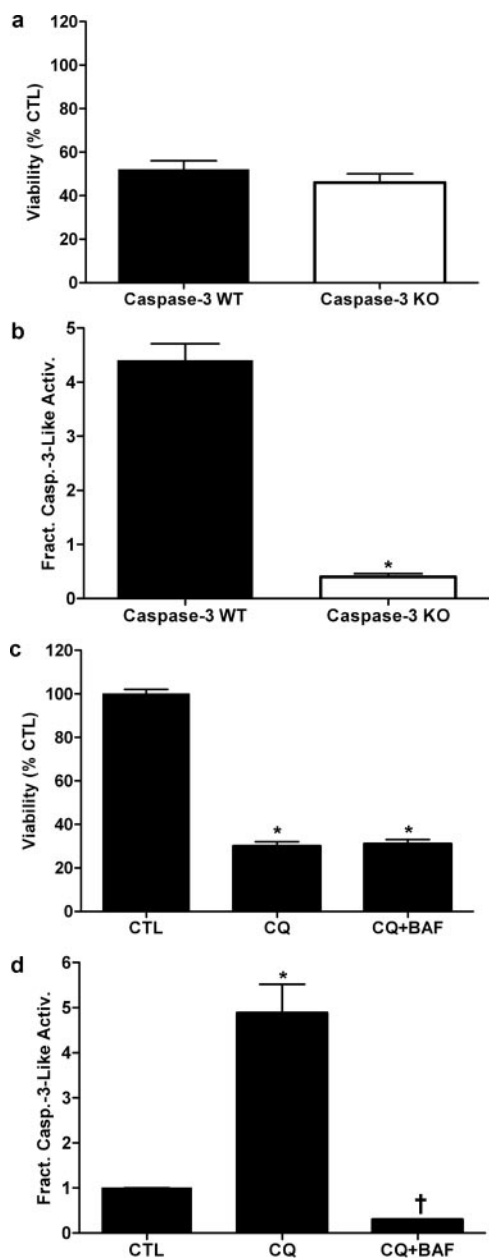 a
Viability (% CTL)
120
100
80
60
40
20
0
Caspase-3 WT
Caspase-3 KO
b
Fract. Casp.-3-Like Activ.
5
4
3
2
1
0
*
Caspase-3 WT
Caspase-3 KO
c
Viability (% CTL)
120
100
80
60
40
20
0
*
*
CTL
CQ
CQ+BAF
d
Fract. Casp.-3-Like Activ.
6
5
4
3
2
1
0
*
†
CTL
CQ
CQ+BAF